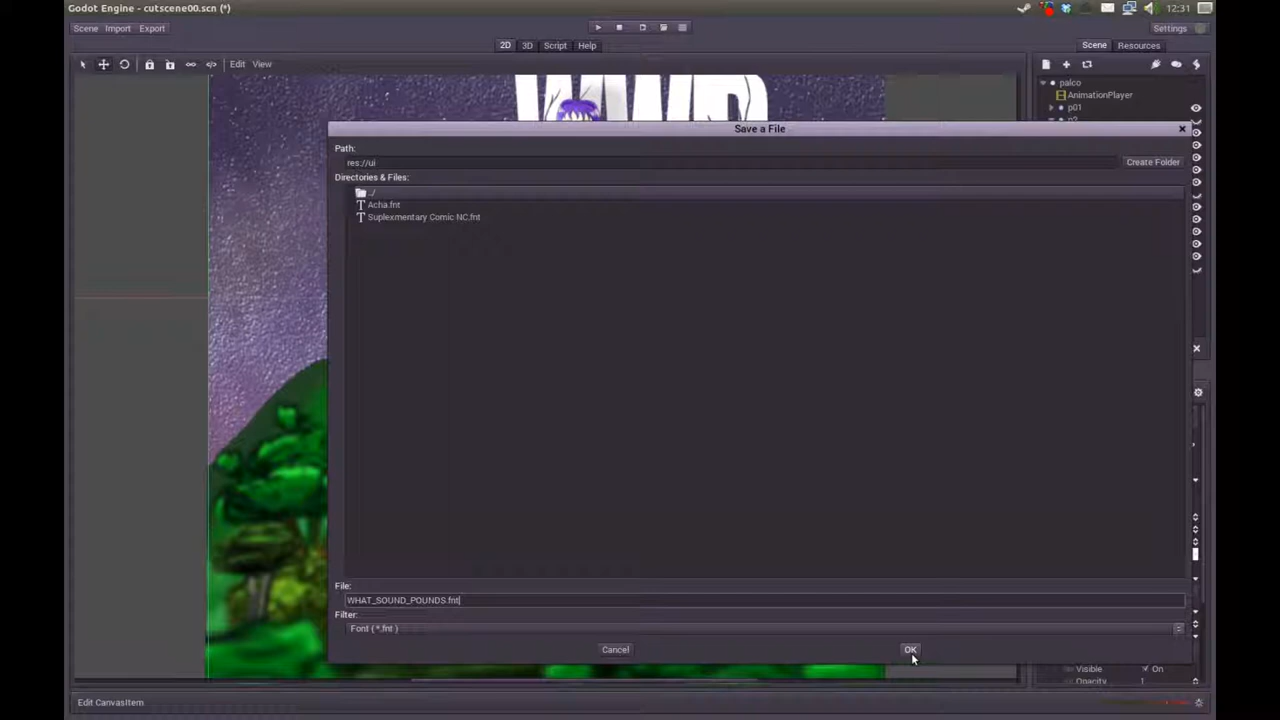 Godot Engine - cutscene00.scn (*)
12:31
Scene Import Export
Settings
2D 3D Script Help
Scene Resources
Edit View
palco
AnimationPlayer
p01
p2
Save a File
Path:
res://ui
Create Folder
Directories & Files:
../
Acha.fnt
Suplexmentary Comic NC.fnt
File:
WHAT_SOUND_POUNDS.fnt
Filter:
Font (*.fnt )
Cancel
OK
Visible On
Opacity 1
Edit CanvasItem